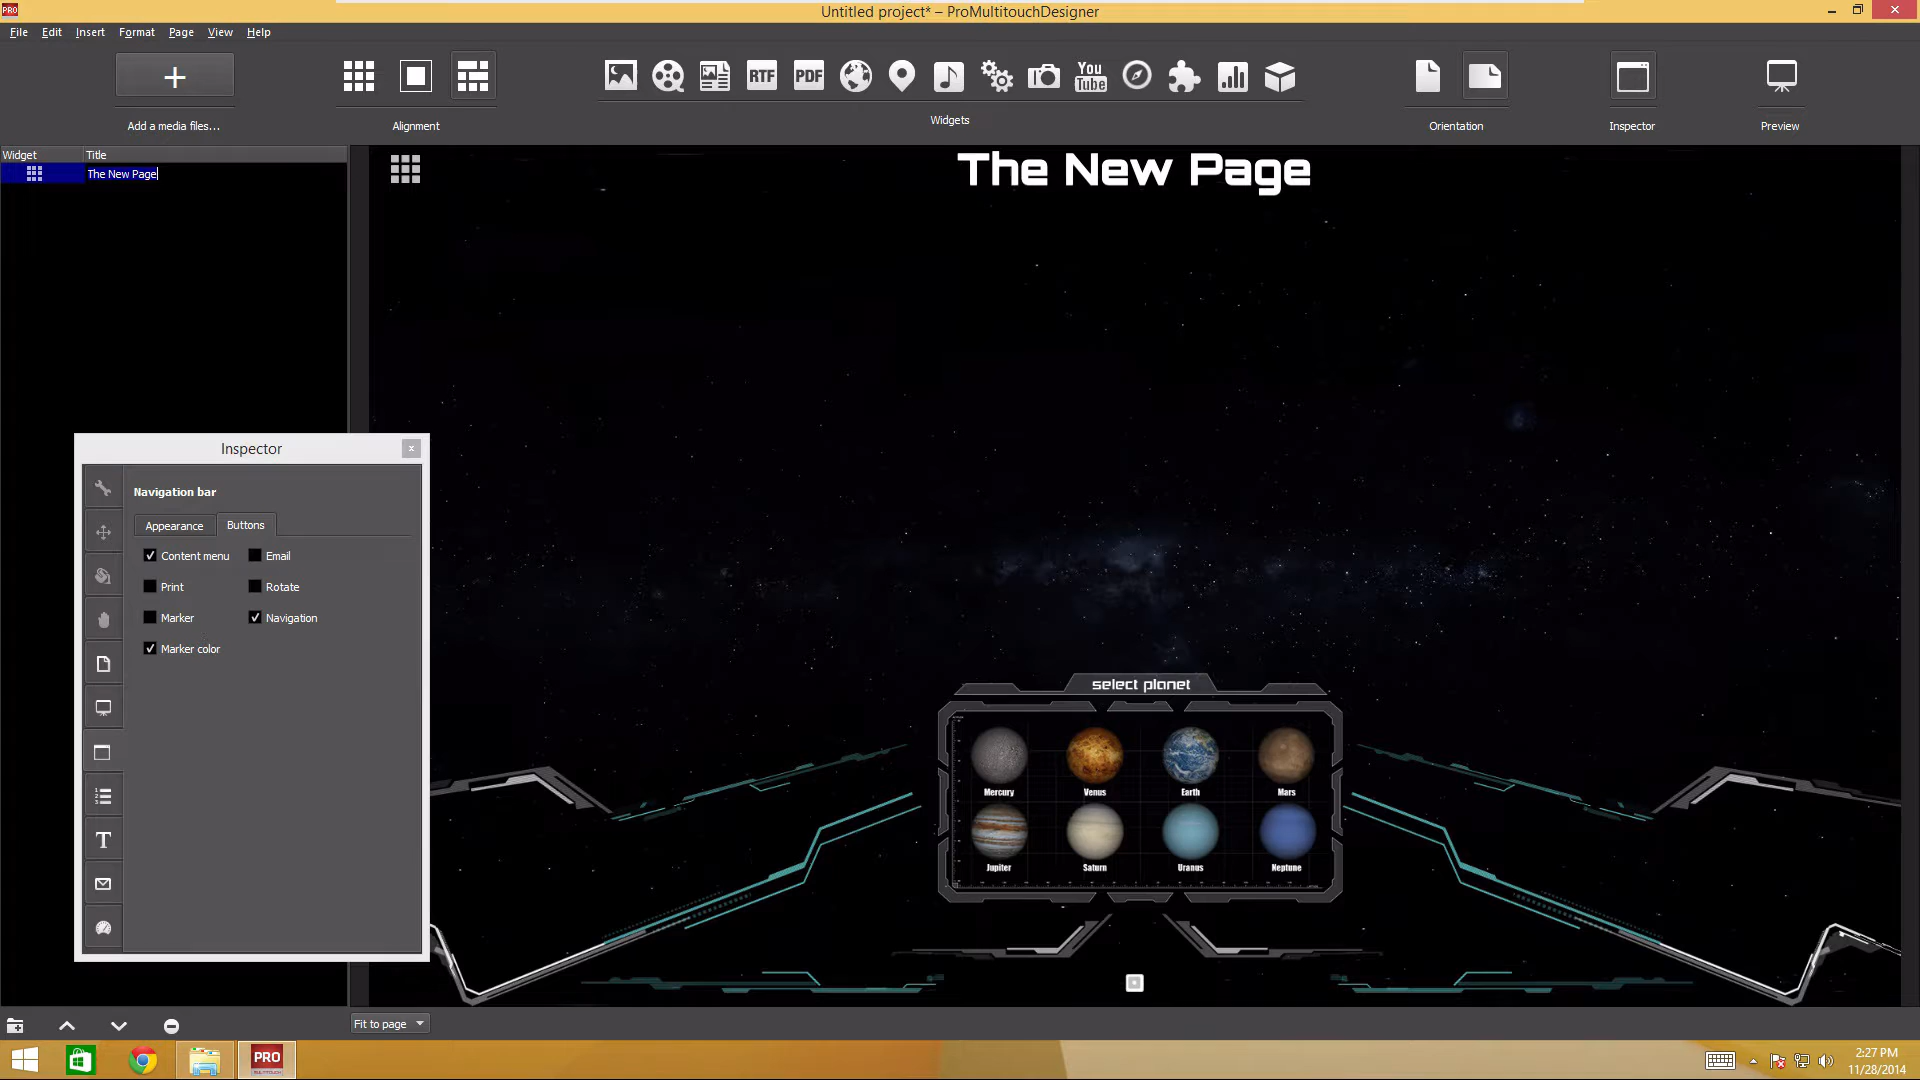 PRO
Untitled project* – ProMultitouchDesigner
File Edit Insert Format Page View Help
RTF
PDF
You
Tube
Add a media files...
Alignment
Widgets
Orientation
Inspector
Preview
Widget Title
The New Page
The New Page
Inspector
Navigation bar
Appearance Buttons
Content menu Email
Print Rotate
Marker Navigation
Marker color
T
select planet
Mercury Venus Earth Mars
Jupiter Saturn Uranus Neptune
Fit to page
PRO
2:27 PM
11/28/2014